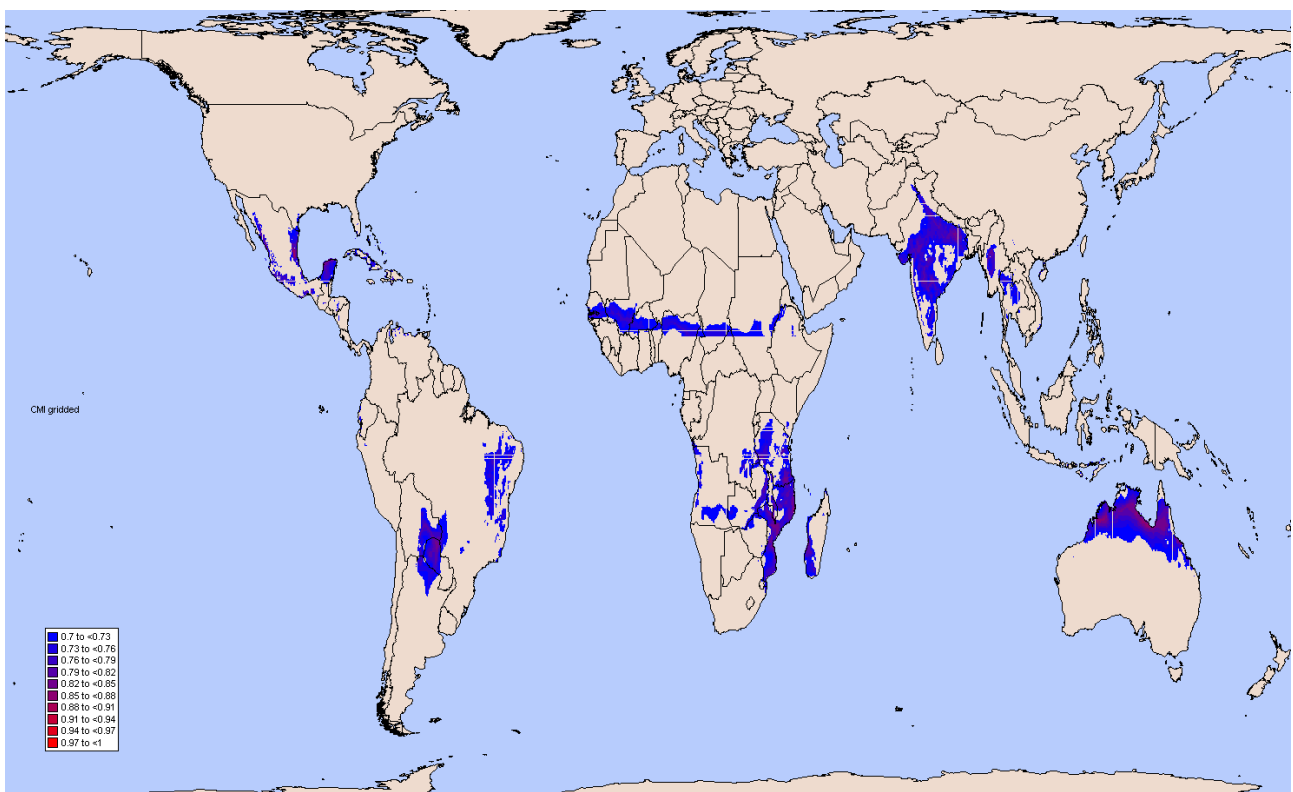 CMI gridded
0.7 to <0.73
0.73 to <0.76
0.76 to <0.79
0.79 to <0.82
0.82 to <0.85
0.85 to <0.88
0.88 to <0.91
0.91 to <0.94
0.94 to <0.97
0.97 to <1